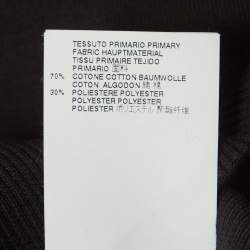 TESSUTO PRIMARIO PRIMARY
FABRIC HAUPTMATERIAL
TISSU PRIMAIRE TEJIDO
PRIMARIO 面料
70% COTONE COTTON BAUMWOLLE
COTON ALGODON 綿 棉
30% POLIESTERE POLYESTER
POLYESTER POLYESTER
POLIESTER ポリエステル 聚酯纤维